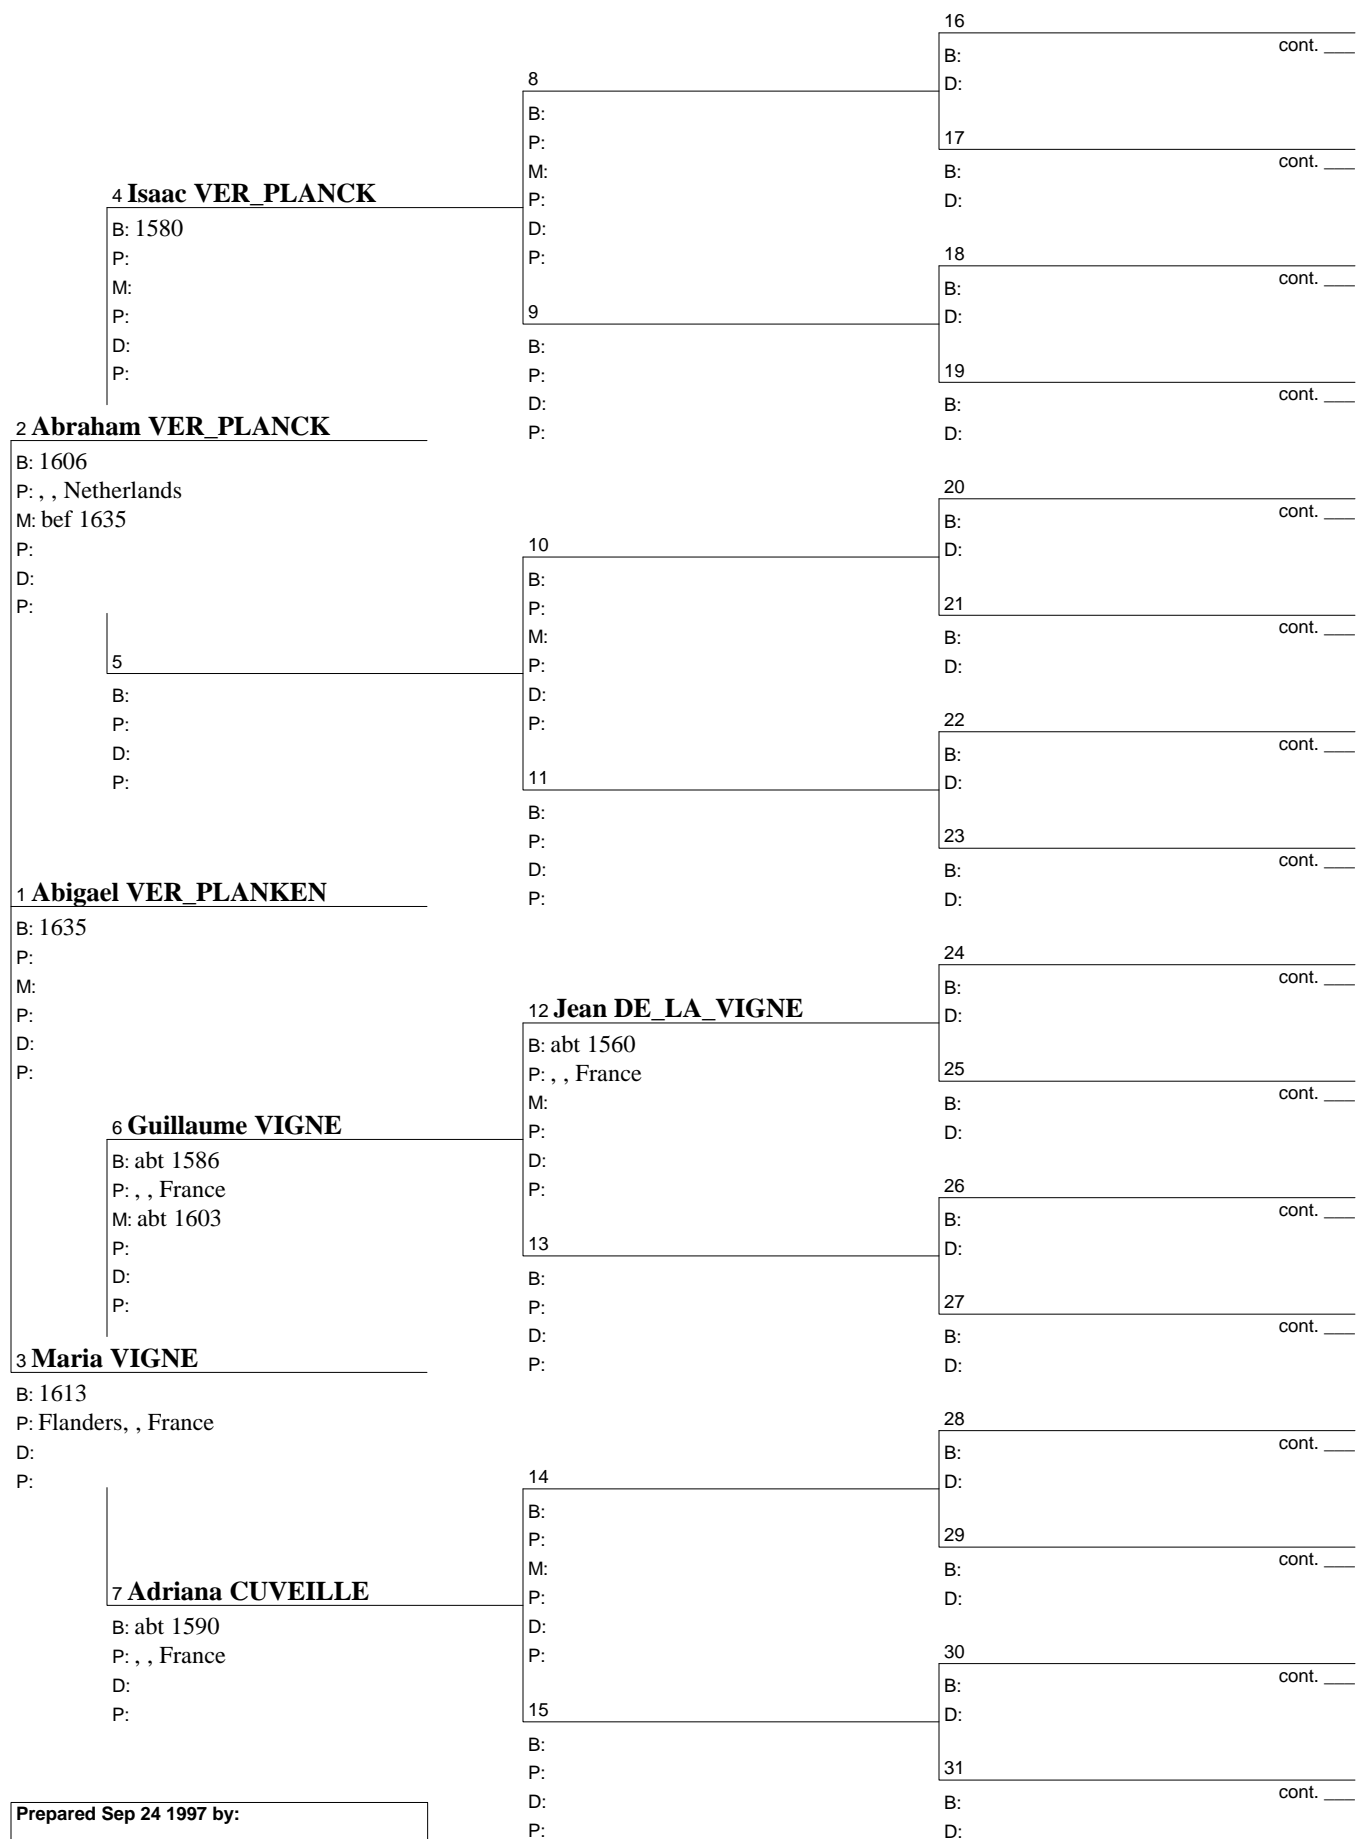 16
cont. ___
B:
D:
8
B:
P:
M:
P:
D:
P:
17
cont. ___
B:
D:
4 Isaac VER_PLANCK
B: 1580
P:
M:
P:
D:
P:
18
cont. ___
B:
D:
9
B:
P:
D:
P:
19
cont. ___
B:
D:
2 Abraham VER_PLANCK
B: 1606
P: , , Netherlands
M: bef 1635
P:
D:
P:
20
cont. ___
B:
D:
10
B:
P:
M:
P:
D:
P:
21
cont. ___
B:
D:
5
B:
P:
D:
P:
22
cont. ___
B:
D:
11
B:
P:
D:
P:
23
cont. ___
B:
D:
1 Abigael VER_PLANKEN
B: 1635
P:
M:
P:
D:
P:
24
cont. ___
B:
D:
12 Jean DE_LA_VIGNE
B: abt 1560
P: , , France
M:
P:
D:
P:
25
cont. ___
B:
D:
6 Guillaume VIGNE
B: abt 1586
P: , , France
M: abt 1603
P:
D:
P:
26
cont. ___
B:
D:
13
B:
P:
D:
P:
27
cont. ___
B:
D:
3 Maria VIGNE
B: 1613
P: Flanders, , France
D:
P:
28
cont. ___
B:
D:
14
B:
P:
M:
P:
D:
P:
29
cont. ___
B:
D:
7 Adriana CUVEILLE
B: abt 1590
P: , , France
D:
P:
30
cont. ___
B:
D:
15
B:
P:
D:
P:
31
cont. ___
B:
D:
Prepared Sep 24 1997 by: